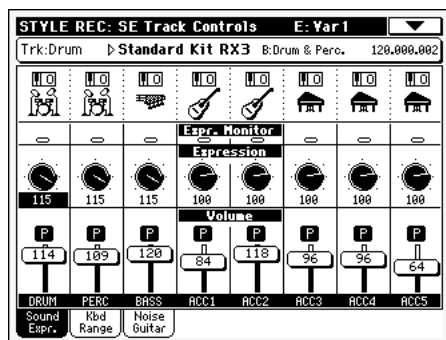 STYLE REC: SE Track Controls E: Var1
Trk:Drum ▷Standard Kit RX3 B:Drum & Perc. 120.000.002
Expr. Monitor
Expression
115 115 115 100 100 100 100 100
Volume
P P P P P P P P
114 109 120 84 118 96 96 64
DRUM PERC BASS ACC1 ACC2 ACC3 ACC4 ACC5
Sound Expr. Kbd Range Noise Guitar